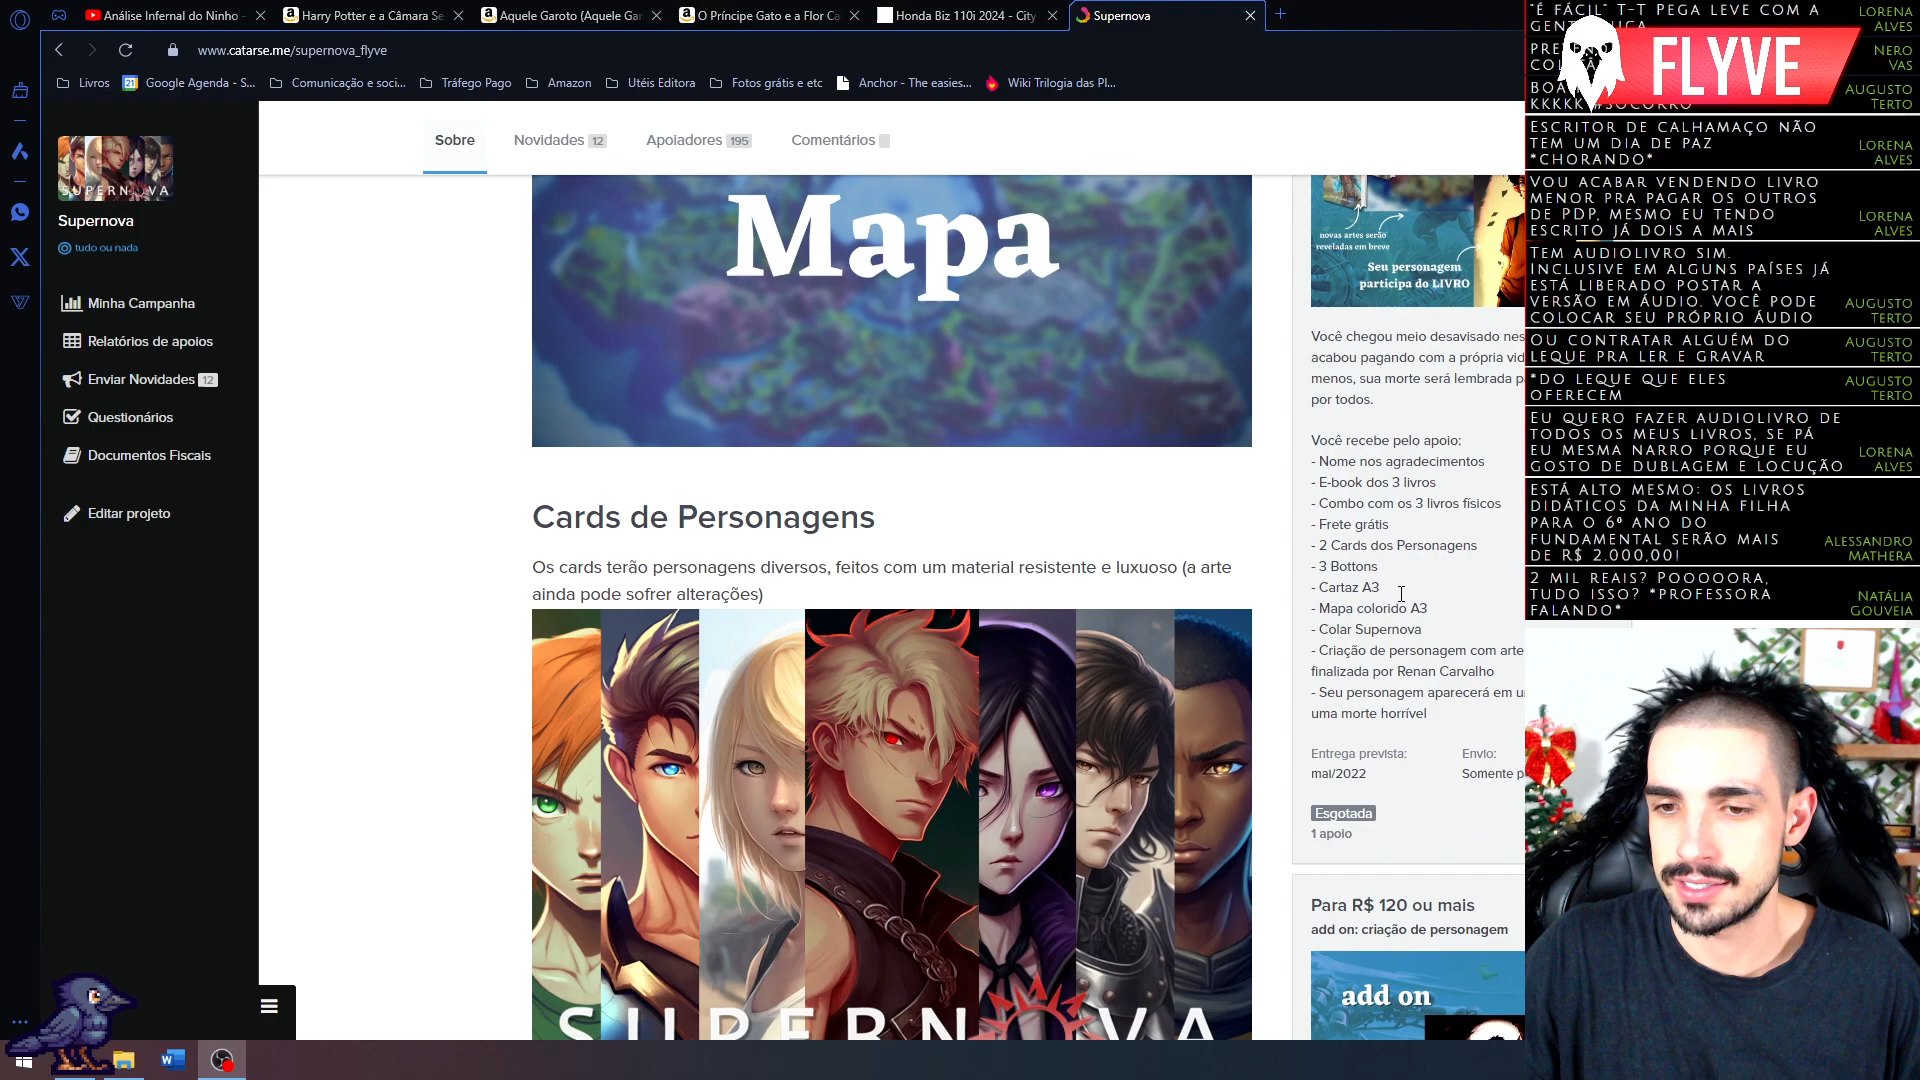 Análise Infernal do Ninho -
Harry Potter e a Câmara Se
Aquele Garoto (Aquele Gar
O Príncipe Gato e a Flor Ca
Honda Biz 110i 2024 - City
Supernova
www.catarse.me/supernova_flyve
Livros
Google Agenda - S...
Comunicação e soci...
Tráfego Pago
Amazon
Utéis Editora
Fotos grátis e etc
Anchor - The easies...
Wiki Trilogia das Pl...
SUPERNOVA
Supernova
tudo ou nada
Minha Campanha
Relatórios de apoios
Enviar Novidades 12
Questionários
Documentos Fiscais
Editar projeto
Sobre
Novidades 12
Apoiadores 195
Comentários
Mapa
Cards de Personagens
Os cards terão personagens diversos, feitos com um material resistente e luxuoso (a arte
ainda pode sofrer alterações)
SUPERNOVA
novas artes serão
reveladas em breve
Seu personagem
participa do LIVRO
Você chegou meio desavisado nes
acabou pagando com a própria vid
menos, sua morte será lembrada p
por todos.
Você recebe pelo apoio:
- Nome nos agradecimentos
- E-book dos 3 livros
- Combo com os 3 livros físicos
- Frete grátis
- 2 Cards dos Personagens
- 3 Bottons
- Cartaz A3
- Mapa colorido A3
- Colar Supernova
- Criação de personagem com arte
finalizada por Renan Carvalho
- Seu personagem aparecerá em u
uma morte horrível
Entrega prevista:
mai/2022
Envio:
Somente p
Esgotada
1 apoio
Para R$ 120 ou mais
add on: criação de personagem
add on
"É FÁCIL" T-T PEGA LEVE COM A
LORENA
ALVES
NERO
VAS
KKKKK #SOCORRO
AUGUSTO
TERTO
FLYVE
ESCRITOR DE CALHAMAÇO NÃO
TEM UM DIA DE PAZ
*CHORANDO*
LORENA
ALVES
VOU ACABAR VENDENDO LIVRO
MENOR PRA PAGAR OS OUTROS
DE PDP, MESMO EU TENDO
ESCRITO JÁ DOIS A MAIS
LORENA
ALVES
TEM AUDIOLIVRO SIM.
INCLUSIVE EM ALGUNS PAÍSES JÁ
ESTÁ LIBERADO POSTAR A
VERSÃO EM ÁUDIO. VOCÊ PODE
COLOCAR SEU PRÓPRIO ÁUDIO
AUGUSTO
TERTO
OU CONTRATAR ALGUÉM DO
LEQUE PRA LER E GRAVAR
AUGUSTO
TERTO
*DO LEQUE QUE ELES
OFERECEM
AUGUSTO
TERTO
EU QUERO FAZER AUDIOLIVRO DE
TODOS OS MEUS LIVROS, SE PÁ
EU MESMA NARRO PORQUE EU
GOSTO DE DUBLAGEM E LOCUÇÃO
LORENA
ALVES
ESTÁ ALTO MESMO: OS LIVROS
DIDÁTICOS DA MINHA FILHA
PARA O 6º ANO DO
FUNDAMENTAL SERÃO MAIS
DE R$ 2.000,00!
ALESSANDRO
MATHERA
2 MIL REAIS? POOOOORA,
TUDO ISSO? *PROFESSORA
FALANDO*
NATÁLIA
GOUVEIA